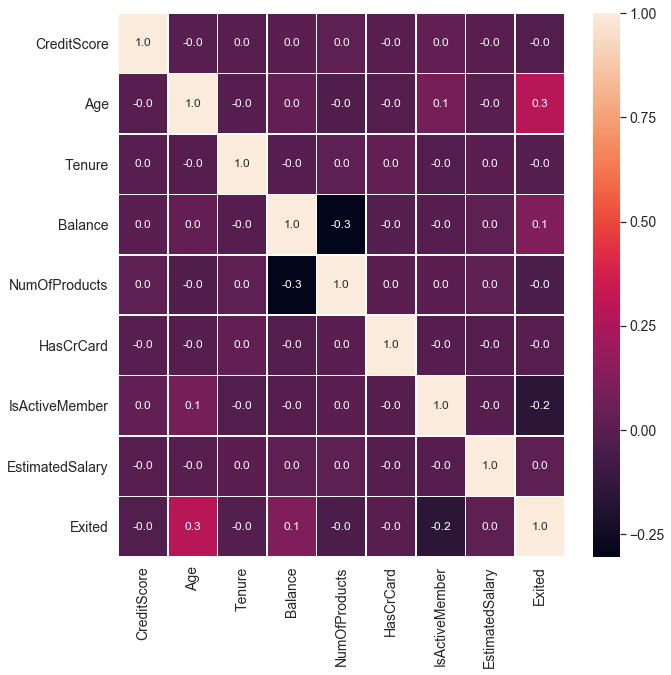 CreditScore 1.0 -0.0 0.0 0.0 0.0 -0.0 0.0 -0.0 -0.0
Age -0.0 1.0 -0.0 0.0 -0.0 -0.0 0.1 -0.0 0.3
Tenure 0.0 -0.0 1.0 -0.0 0.0 0.0 -0.0 0.0 -0.0
Balance 0.0 0.0 -0.0 1.0 -0.3 -0.0 -0.0 0.0 0.1
NumOfProducts 0.0 -0.0 0.0 -0.3 1.0 0.0 0.0 0.0 -0.0
HasCrCard -0.0 -0.0 0.0 -0.0 0.0 1.0 -0.0 -0.0 -0.0
IsActiveMember 0.0 0.1 -0.0 -0.0 0.0 -0.0 1.0 -0.0 -0.2
EstimatedSalary -0.0 -0.0 0.0 0.0 0.0 -0.0 -0.0 1.0 0.0
Exited -0.0 0.3 -0.0 0.1 -0.0 -0.0 -0.2 0.0 1.0
CreditScore
Age
Tenure
Balance
NumOfProducts
HasCrCard
IsActiveMember
EstimatedSalary
Exited
1.00
0.75
0.50
0.25
0.00
−0.25